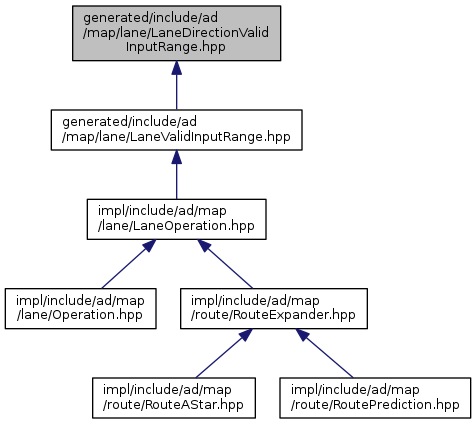 generated/include/ad
/map/lane/LaneDirectionValid
InputRange.hpp
generated/include/ad
/map/lane/LaneValidInputRange.hpp
impl/include/ad/map
/lane/LaneOperation.hpp
impl/include/ad/map
/lane/Operation.hpp
impl/include/ad/map
/route/RouteExpander.hpp
impl/include/ad/map
/route/RouteAStar.hpp
impl/include/ad/map
/route/RoutePrediction.hpp